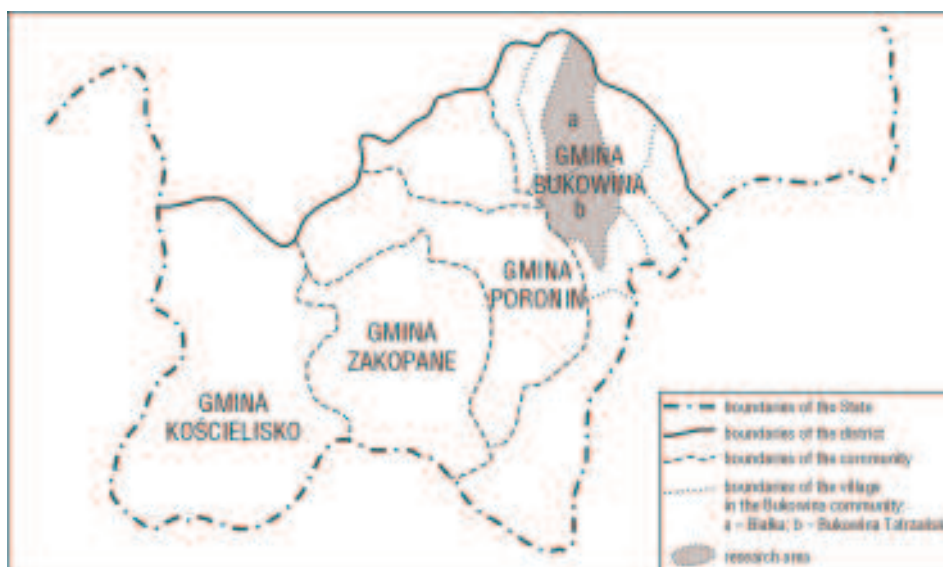 a
GMINA
BUKOWINA
b
GMINA
PORONIN
GMINA
ZAKOPANE
GMINA
KOŚCIELISKO
boundaries of the State
boundaries of the district
boundaries of the community
boundaries of the village
in the Bukowina community:
a – Białka; b – Bukowina Tatrzańsk
research area